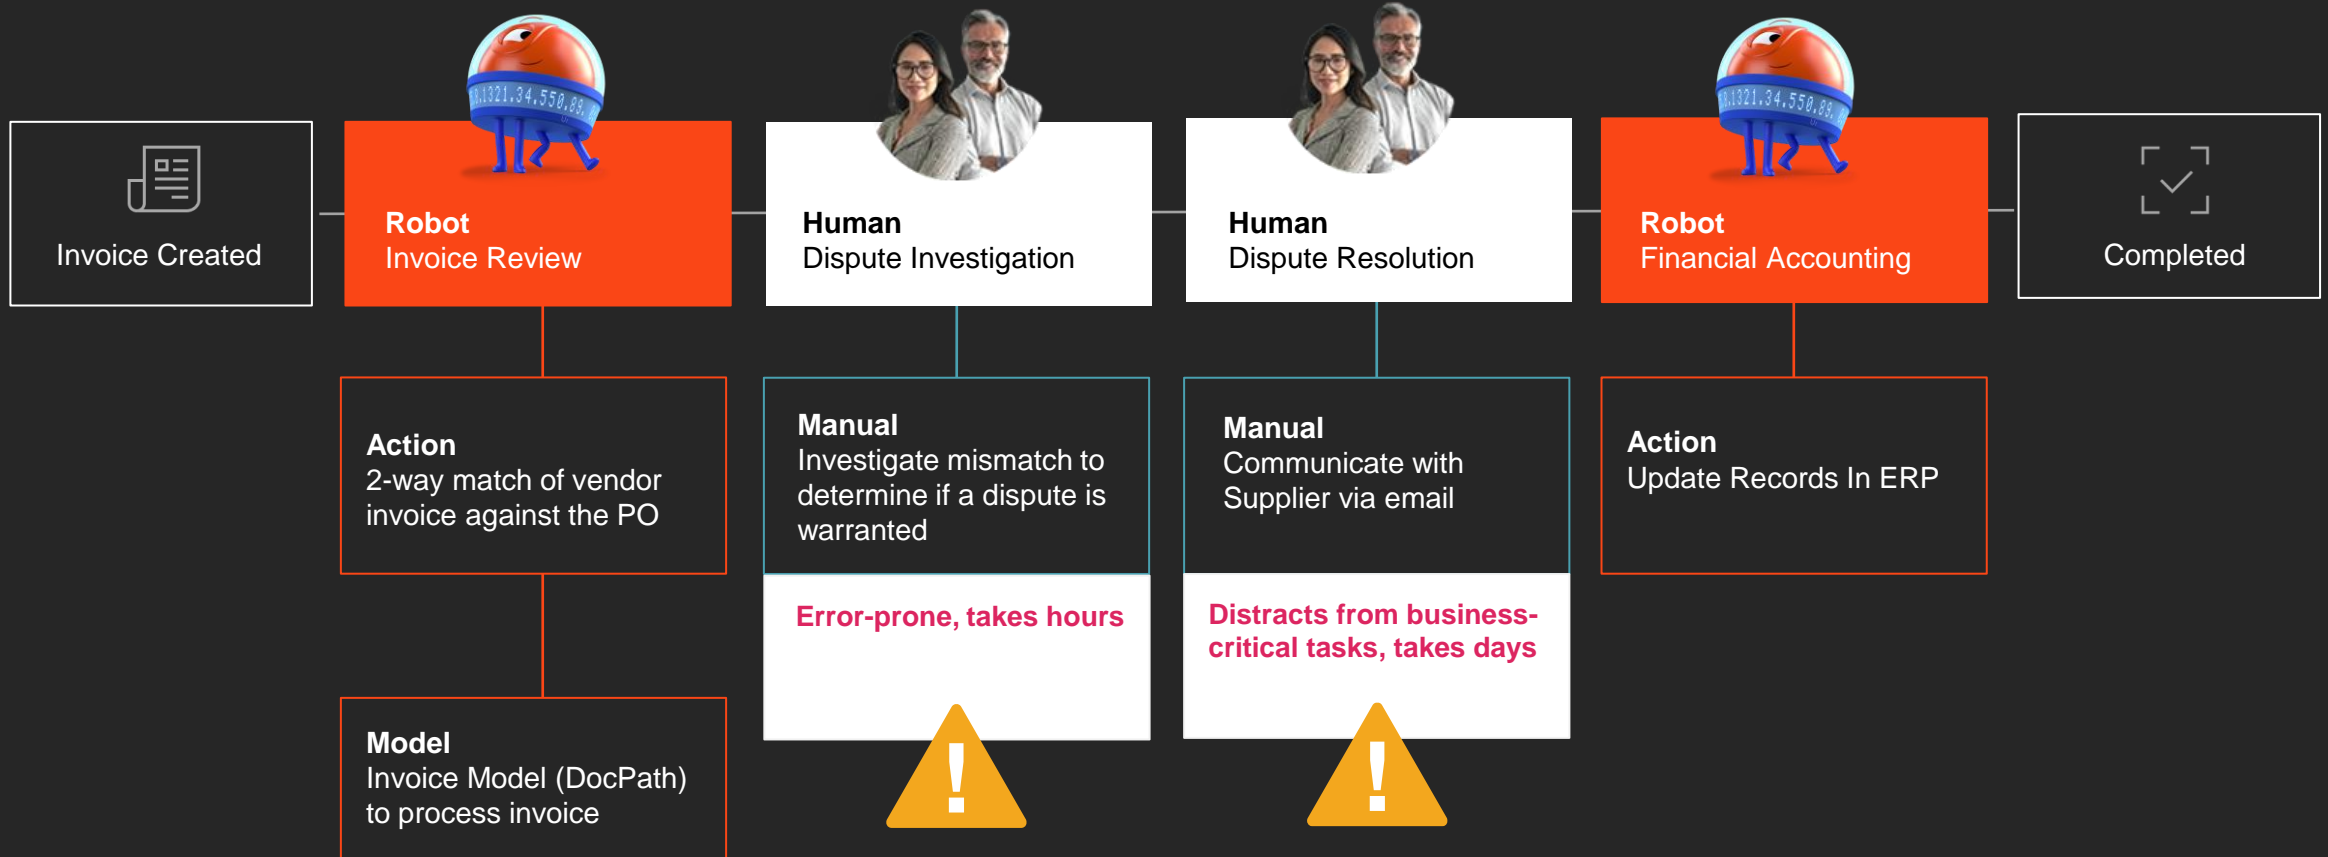 Invoice Created
Robot
Invoice Review
Human
Dispute Investigation
Human
Dispute Resolution
Robot
Financial Accounting
Completed
Action
2-way match of vendor
invoice against the PO
Manual
Investigate mismatch to
determine if a dispute is
warranted
Manual
Communicate with
Supplier via email
Action
Update Records In ERP
Error-prone, takes hours
Distracts from business-
critical tasks, takes days
Model
Invoice Model (DocPath)
to process invoice
!
!